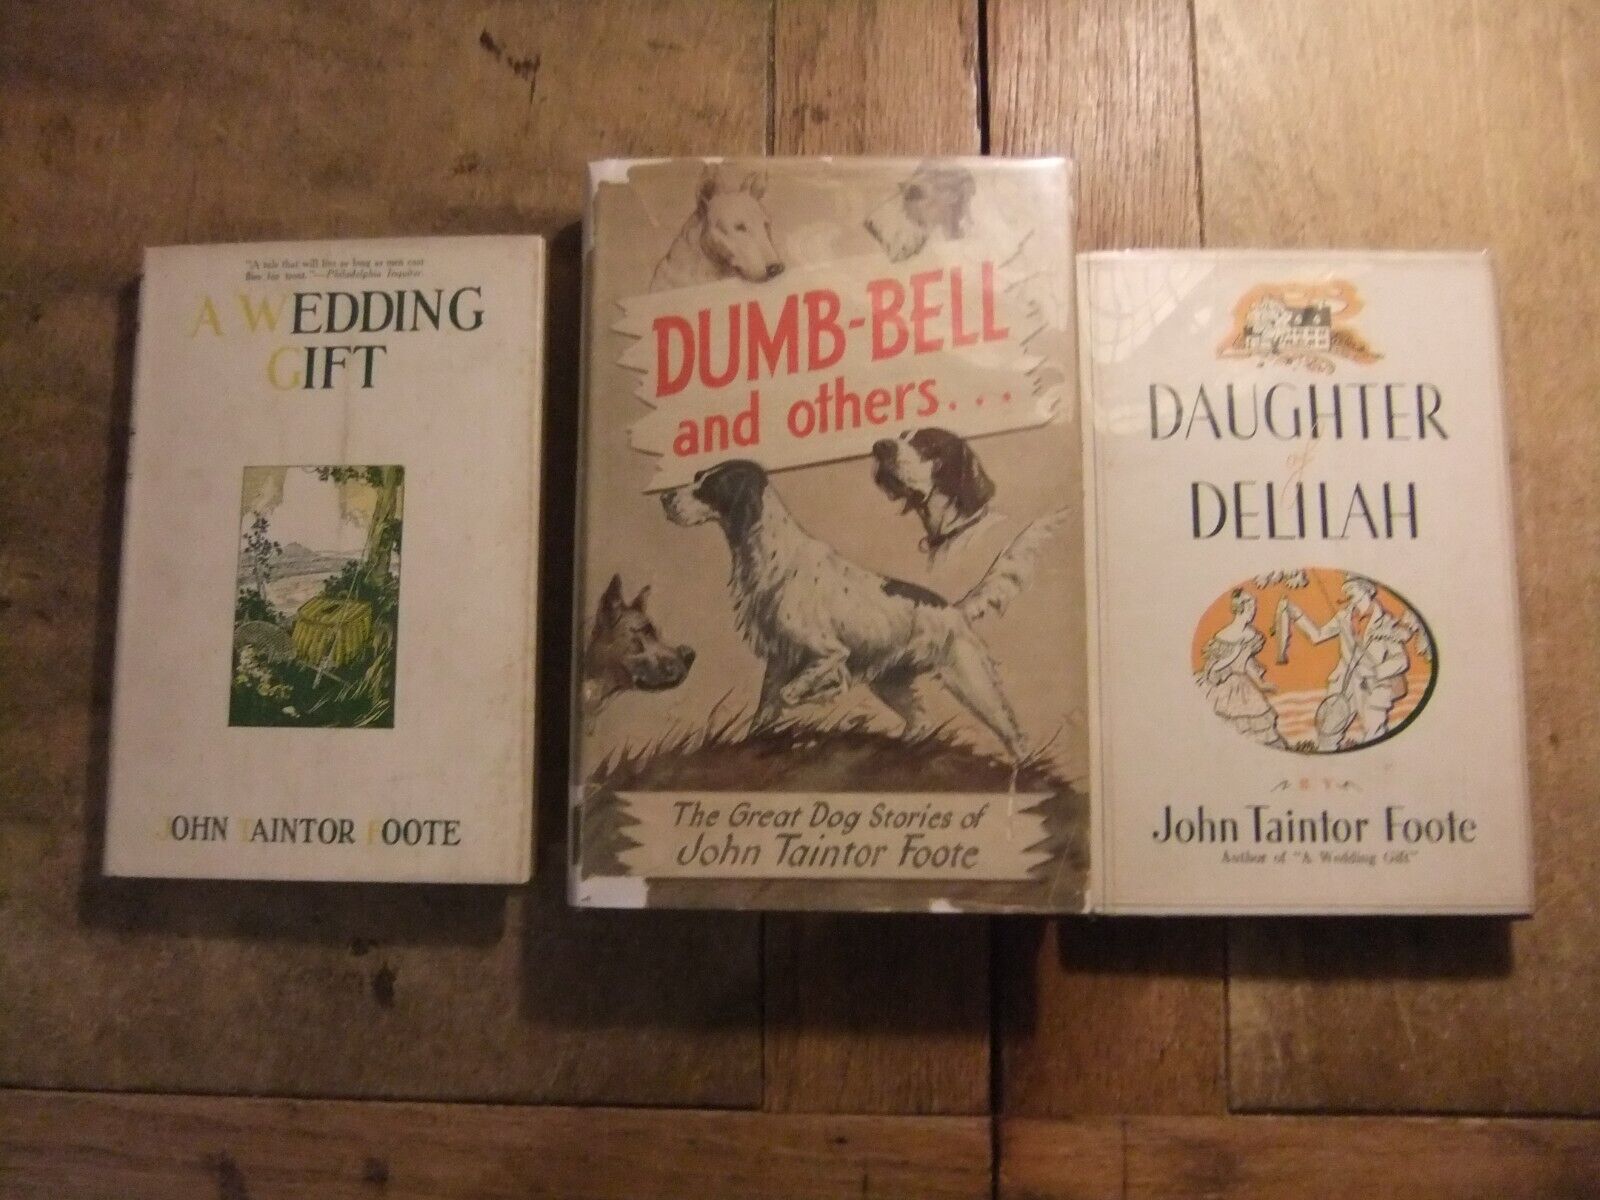 "A tale that will live as long as men cast
flies for trout."—Philadelphia Inquirer.
A WEDDING
GIFT
JOHN TAINTOR FOOTE
DUMB-BELL
and others...
The Great Dog Stories of
John Taintor Foote
DAUGHTER
of
DELILAH
BY
John Taintor Foote
Author of "A Wedding Gift"